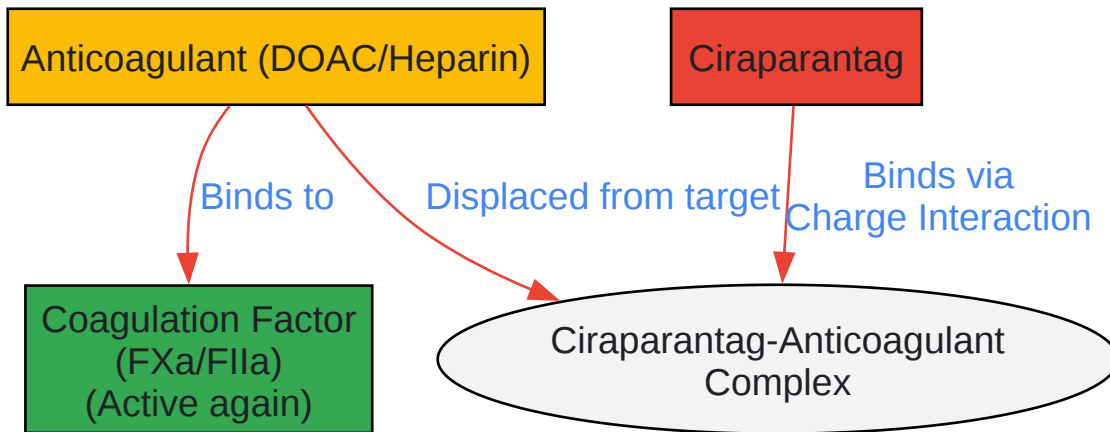 Anticoagulant (DOAC/Heparin)
Ciraparantag
Binds to
Displaced from target
Binds via
Charge Interaction
Coagulation Factor
(FXa/FIIa)
(Active again)
Ciraparantag-Anticoagulant
Complex